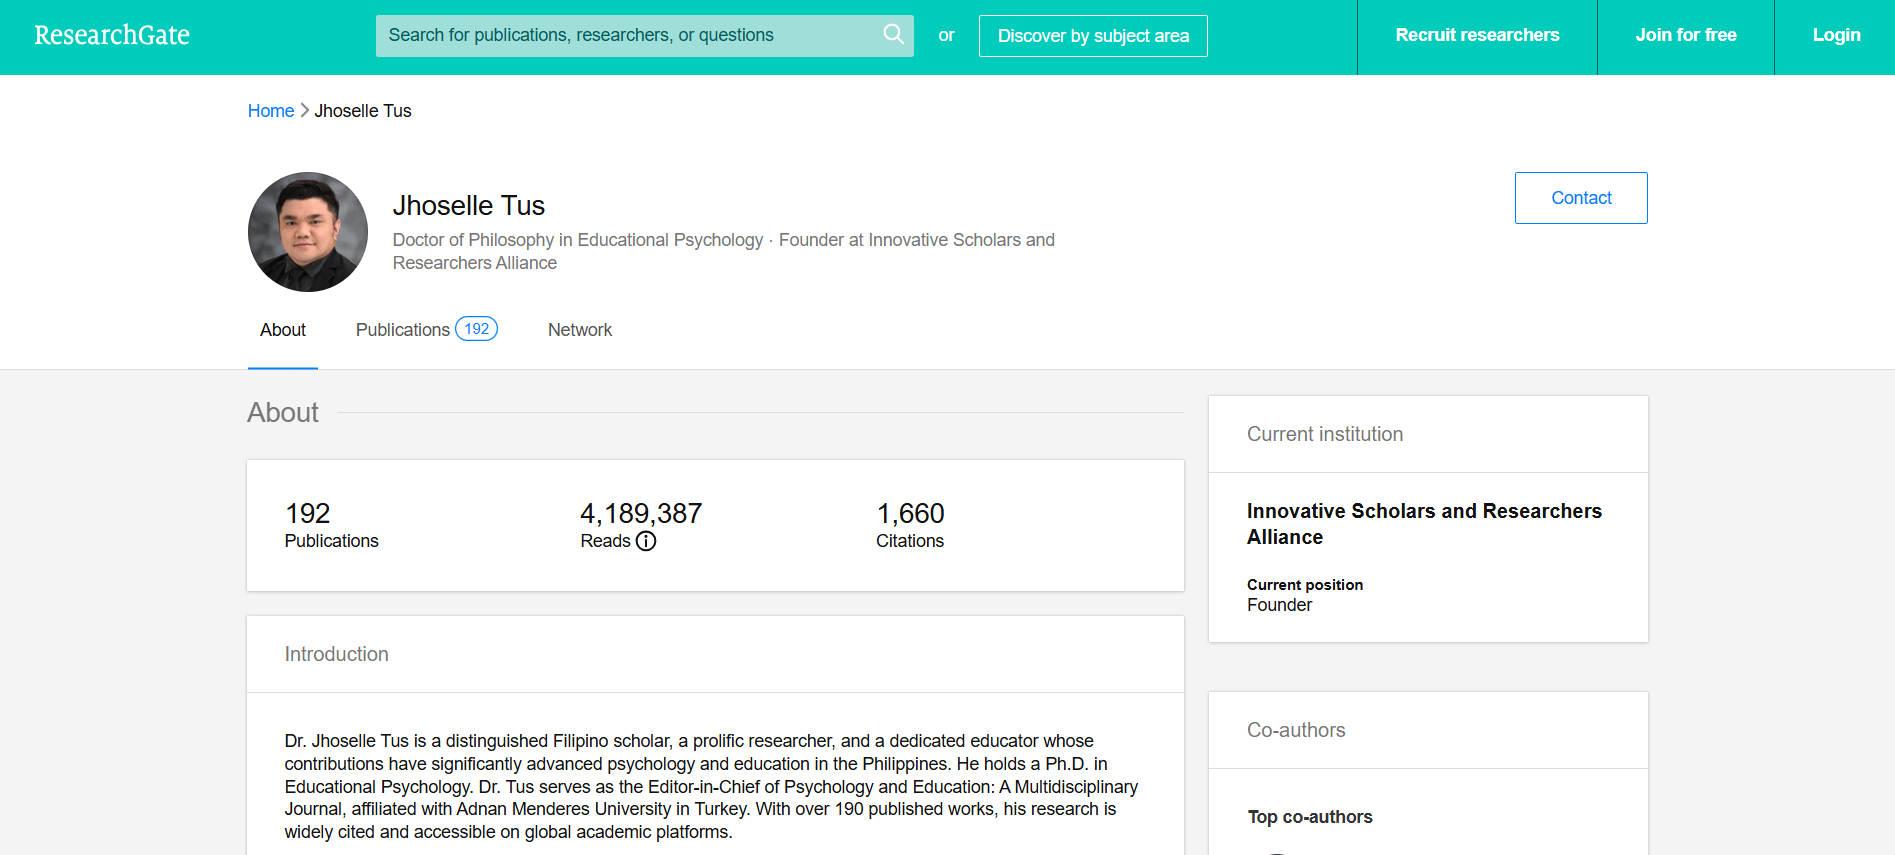 ResearchGate
Search for publications, researchers, or questions
or
Discover by subject area
Recruit researchers
Join for free
Login
Home > Jhoselle Tus
Jhoselle Tus
Doctor of Philosophy in Educational Psychology · Founder at Innovative Scholars and
Researchers Alliance
Contact
About
Publications 192
Network
About
192
Publications
4,189,387
Reads
1,660
Citations
Introduction
Dr. Jhoselle Tus is a distinguished Filipino scholar, a prolific researcher, and a dedicated educator whose
contributions have significantly advanced psychology and education in the Philippines. He holds a Ph.D. in
Educational Psychology. Dr. Tus serves as the Editor-in-Chief of Psychology and Education: A Multidisciplinary
Journal, affiliated with Adnan Menderes University in Turkey. With over 190 published works, his research is
widely cited and accessible on global academic platforms.
Current institution
Innovative Scholars and Researchers
Alliance
Current position
Founder
Co-authors
Top co-authors